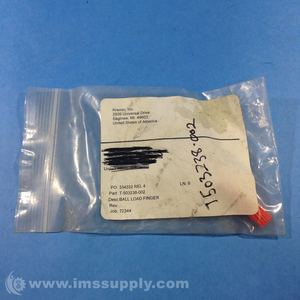 2509 Universal Drive
Saginaw, MI 48603
United States of America
T503238-002
PO: 334332 REL 4
LN: 9
Part: T-503238-002
Desc: BALL LOAD FINGER
Rev:
Job: 72344
© www.imssupply.com/